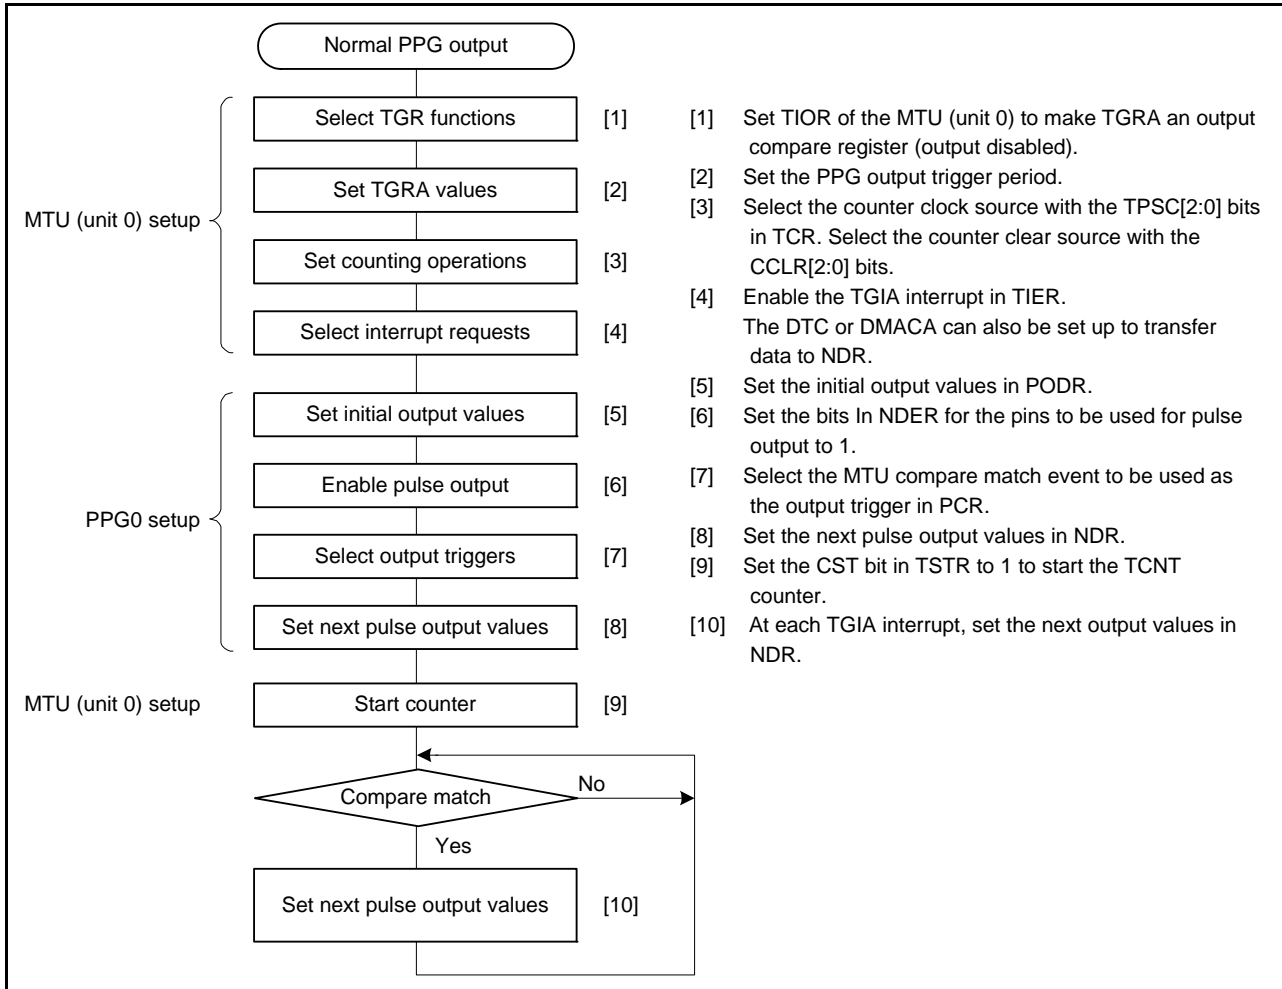 Normal PPG output
MTU (unit 0) setup
Select TGR functions [1]
Set TGRA values [2]
Set counting operations [3]
Select interrupt requests [4]
PPG0 setup
Set initial output values [5]
Enable pulse output [6]
Select output triggers [7]
Set next pulse output values [8]
MTU (unit 0) setup
Start counter [9]
Compare match
No
Yes
Set next pulse output values [10]
[1] Set TIOR of the MTU (unit 0) to make TGRA an output
compare register (output disabled).
[2] Set the PPG output trigger period.
[3] Select the counter clock source with the TPSC[2:0] bits
in TCR. Select the counter clear source with the
CCLR[2:0] bits.
[4] Enable the TGIA interrupt in TIER.
The DTC or DMACA can also be set up to transfer
data to NDR.
[5] Set the initial output values in PODR.
[6] Set the bits In NDER for the pins to be used for pulse
output to 1.
[7] Select the MTU compare match event to be used as
the output trigger in PCR.
[8] Set the next pulse output values in NDR.
[9] Set the CST bit in TSTR to 1 to start the TCNT
counter.
[10] At each TGIA interrupt, set the next output values in
NDR.